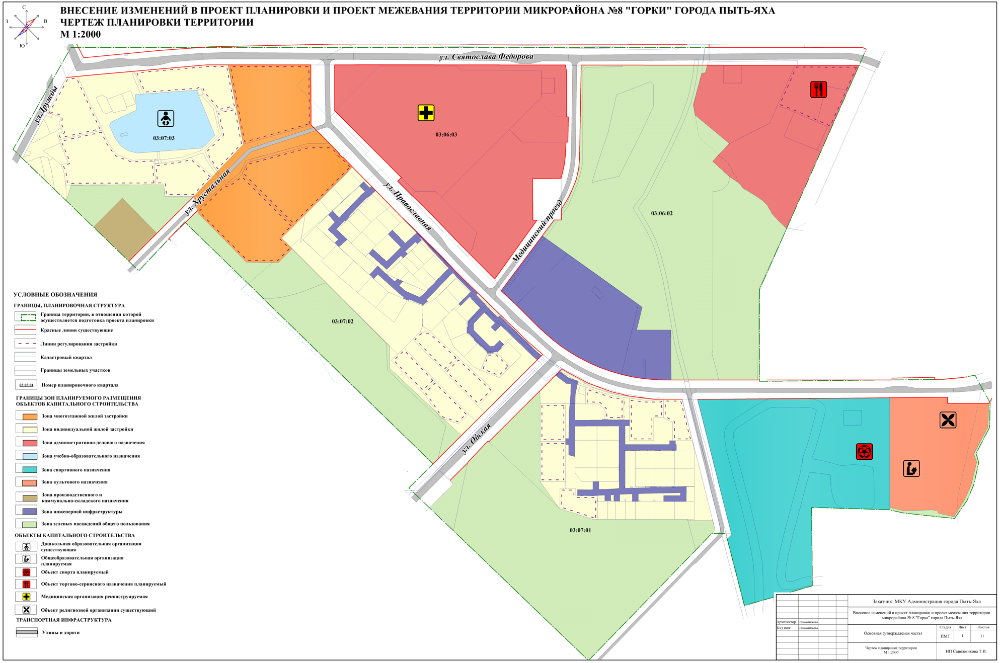 ВНЕСЕНИЕ ИЗМЕНЕНИЙ В ПРОЕКТ ПЛАНИРОВКИ И ПРОЕКТ МЕЖЕВАНИЯ ТЕРРИТОРИИ МИКРОРАЙОНА №8 "ГОРКИ" ГОРОДА ПЫТЬ-ЯХА
ЧЕРТЕЖ ПЛАНИРОВКИ ТЕРРИТОРИИ
М 1:2000
С
З
В
Ю
ул. Святослава Федорова
ул.Дружбы
03:07:03
03:06:03
ул. Хрустальная
ул. Православная
Медицинский проезд
03:06:02
03:07:02
ул. Обская
03:07:01
УСЛОВНЫЕ ОБОЗНАЧЕНИЯ
ГРАНИЦЫ, ПЛАНИРОВОЧНАЯ СТРУКТУРА
Граница территории, в отношении которой
осуществляется подготовка проекта планировки
Красные линии существующие
Линии регулирования застройки
Кадастровый квартал
Границы земельных участков
03:03:01
Номер планировочного квартала
ГРАНИЦЫ ЗОН ПЛАНИРУЕМОГО РАЗМЕЩЕНИЯ
ОБЪЕКТОВ КАПИТАЛЬНОГО СТРОИТЕЛЬСТВА
Зона многоэтажной жилой застройки
Зона индивидуальной жилой застройки
Зона административно-делового назначения
Зона учебно-образовательного назначения
Зона спортивного назначения
Зона культового назначения
Зона производственного и
коммунально-складского назначения
Зона инженерной инфраструктуры
Зона зеленых насаждений общего пользования
ОБЪЕКТЫ КАПИТАЛЬНОГО СТРОИТЕЛЬСТВА
Дошкольная образовательная организация
существующая
Общеобразовательная организация
планируемая
Объект спорта планируемый
Объект торгово-сервисного назначения планируемый
Медицинская организация реконструируемая
Объект религиозной организации существующий
ТРАНСПОРТНАЯ ИНФРАСТРУКТУРА
Улицы и дороги
Заказчик: МКУ Администрация города Пыть-Яха
Внесение изменений в проект планировки и проект межевания территории
микрорайона № 8 "Горка" города Пыть-Яха
Архитектор Сапожникова
Кад.инж. Сапожникова
Основная (утверждаемая часть)
Стадия Лист Листов
ПМТ 1 11
Чертеж планировки территории
М 1:2000
ИП Сапожникова Т.И.